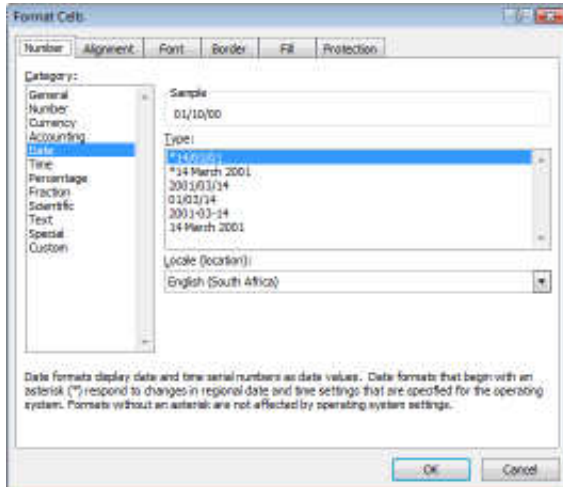 Format Cells
Number Alignment Font Border Fill Protection
Category:
General
Number
Currency
Accounting
Date
Time
Percentage
Fraction
Scientific
Text
Special
Custom
Sample
01/10/00
Type:
*14/03/01
*14 March 2001
2001/03/14
01/03/14
2001-03-14
14 March 2001
Locale (location):
English (South Africa)
Date formats display date and time serial numbers as date values. Date formats that begin with an
asterisk (*) respond to changes in regional date and time settings that are specified for the operating
system. Formats without an asterisk are not affected by operating system settings.
OK Cancel